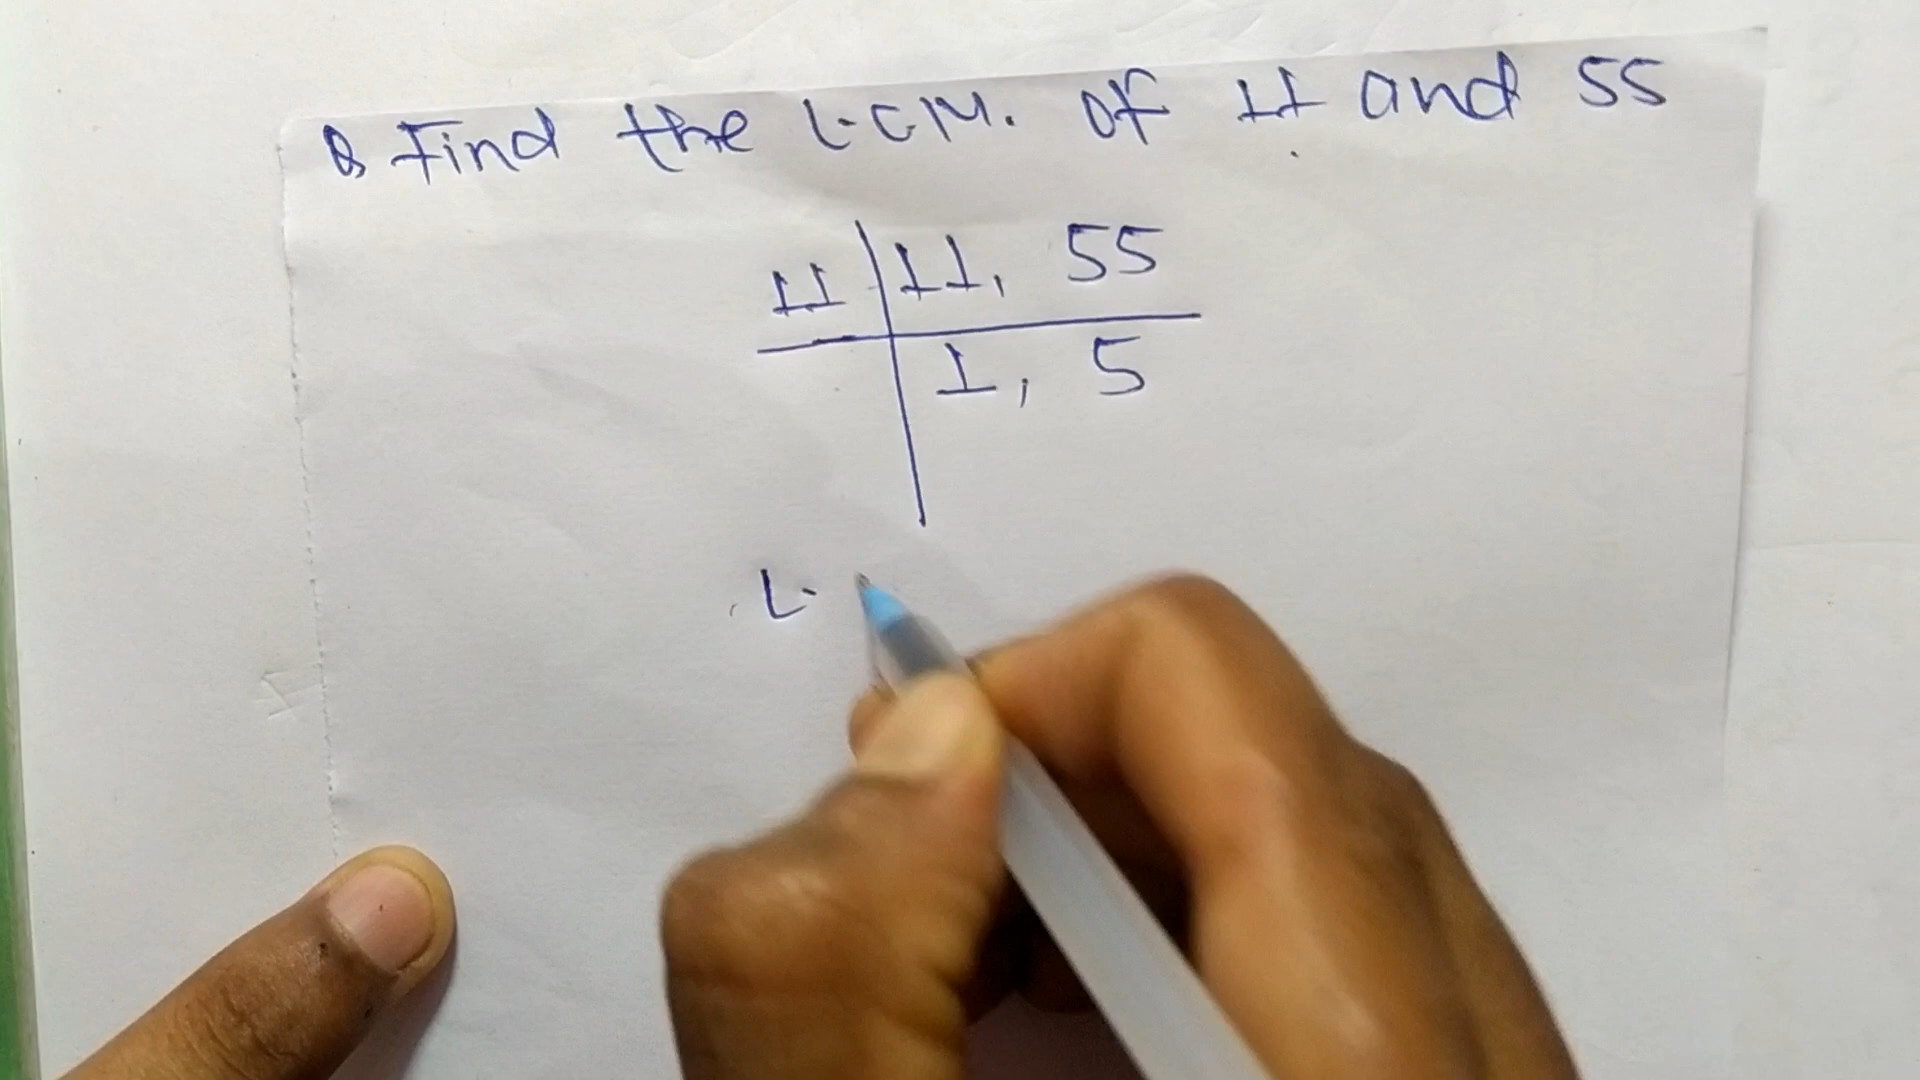 Q Find the L.C.M. of 11 and 55
11 | 11, 55
1, 5
L.